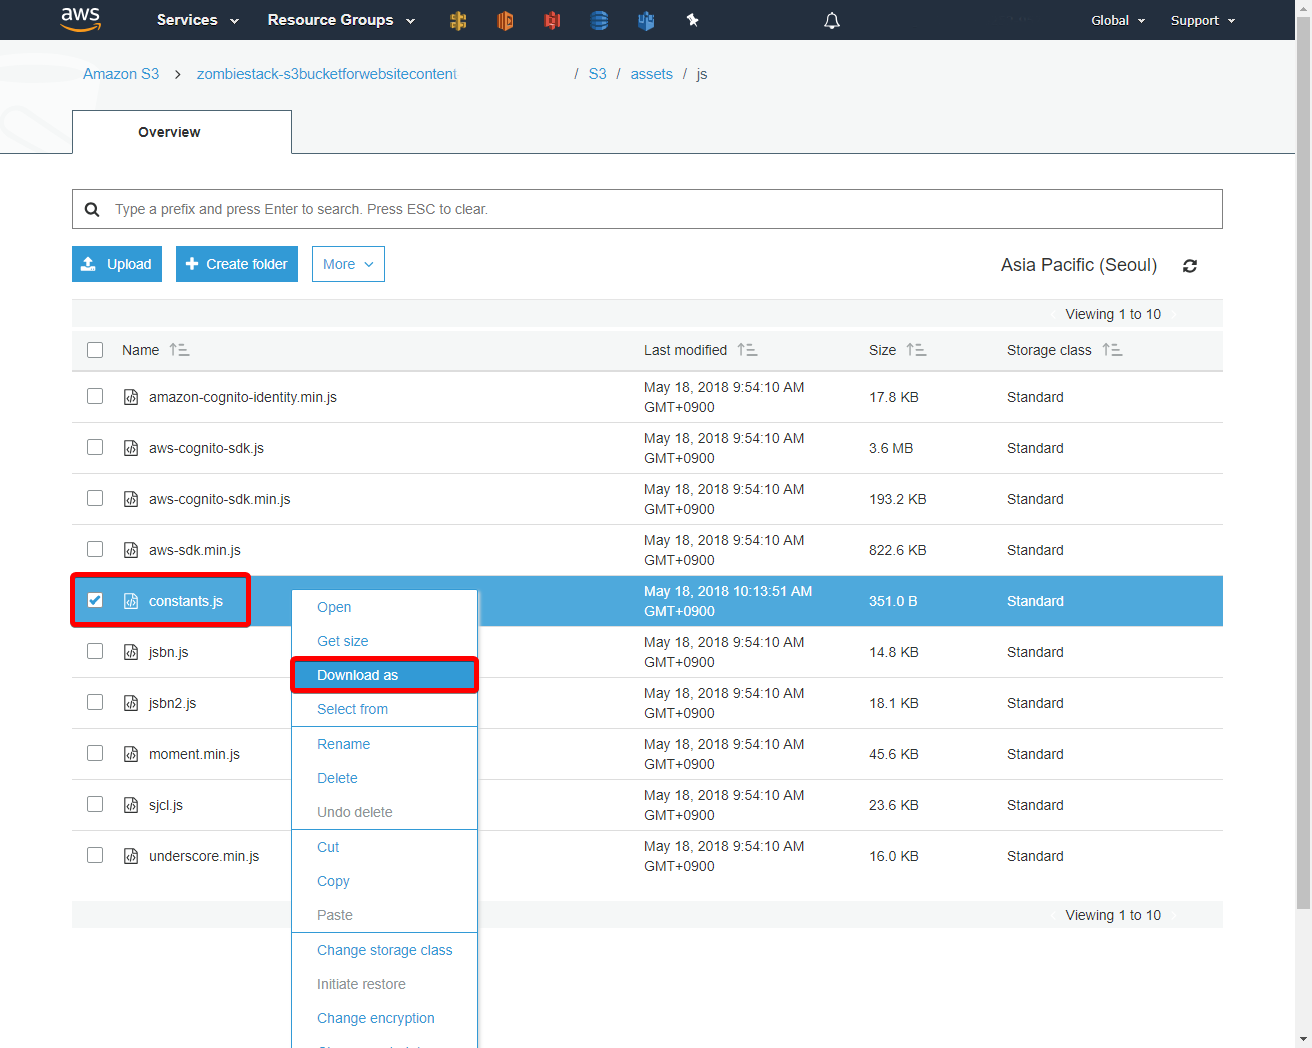 aws Services Resource Groups Global Support
Amazon S3 > zombiestack-s3bucketforwebsitecontent / S3 / assets / js
Overview
Type a prefix and press Enter to search. Press ESC to clear.
Upload Create folder More Asia Pacific (Seoul)
Viewing 1 to 10
Name Last modified Size Storage class
amazon-cognito-identity.min.js May 18, 2018 9:54:10 AM GMT+0900 17.8 KB Standard
aws-cognito-sdk.js May 18, 2018 9:54:10 AM GMT+0900 3.6 MB Standard
aws-cognito-sdk.min.js May 18, 2018 9:54:10 AM GMT+0900 193.2 KB Standard
aws-sdk.min.js May 18, 2018 9:54:10 AM GMT+0900 822.6 KB Standard
constants.js May 18, 2018 10:13:51 AM GMT+0900 351.0 B Standard
jsbn.js May 18, 2018 9:54:10 AM GMT+0900 14.8 KB Standard
jsbn2.js May 18, 2018 9:54:10 AM GMT+0900 18.1 KB Standard
moment.min.js May 18, 2018 9:54:10 AM GMT+0900 45.6 KB Standard
sjcl.js May 18, 2018 9:54:10 AM GMT+0900 23.6 KB Standard
underscore.min.js May 18, 2018 9:54:10 AM GMT+0900 16.0 KB Standard
Viewing 1 to 10
Open
Get size
Download as
Select from
Rename
Delete
Undo delete
Cut
Copy
Paste
Change storage class
Initiate restore
Change encryption